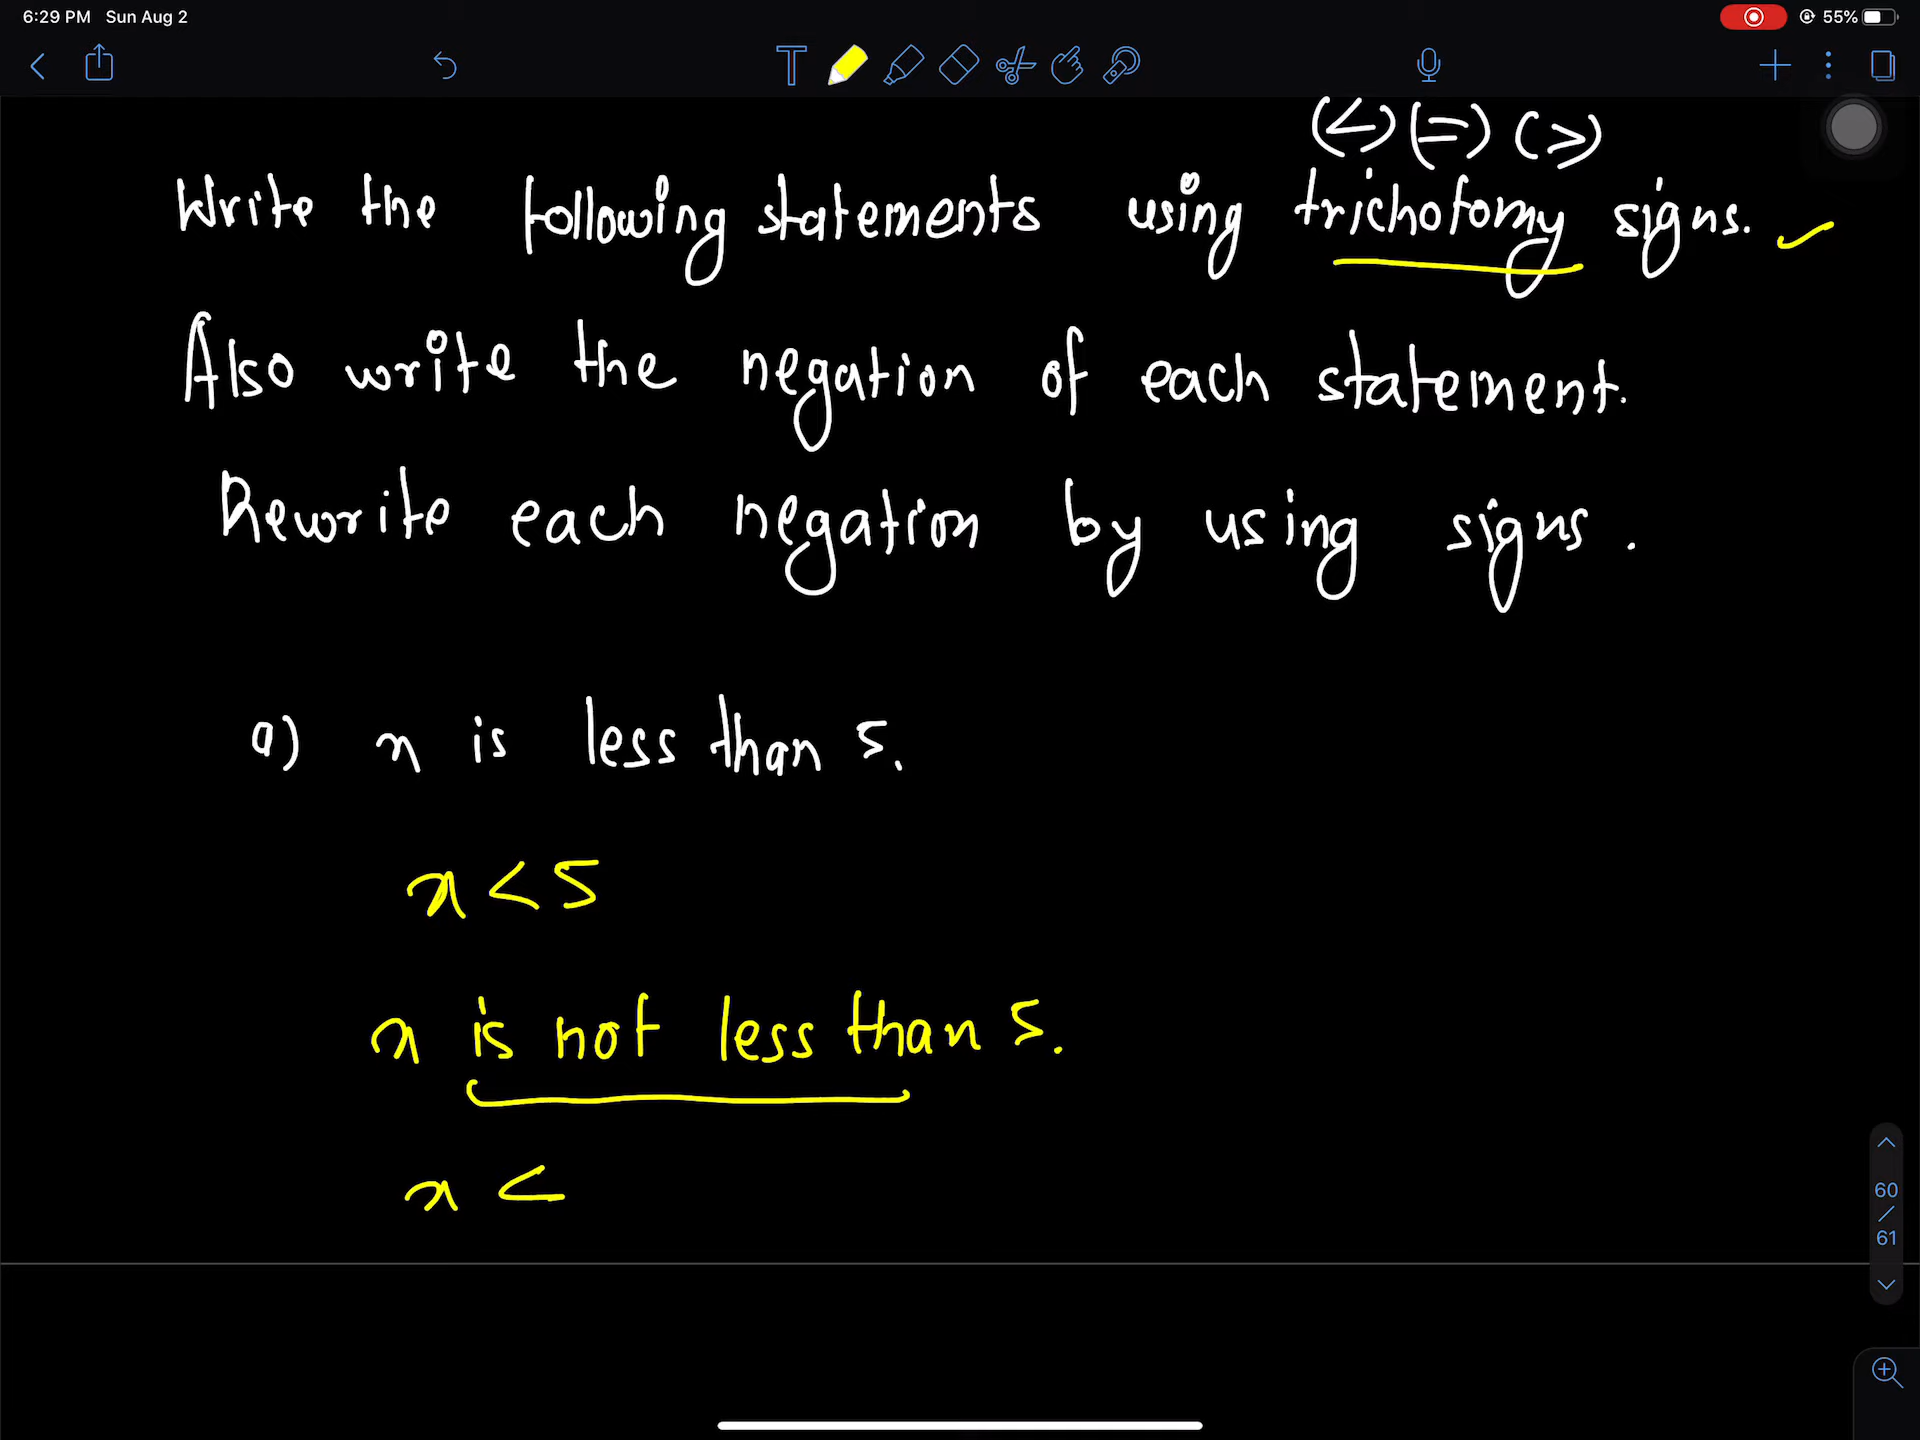 6:29 PM Sun Aug 2
55%
(<) (=) (>)
Write the following statements using trichotomy signs.
Also write the negation of each statement.
Rewrite each negation by using signs.
a) x is less than 5.
x < 5
x is not less than 5.
x <
60
/
61